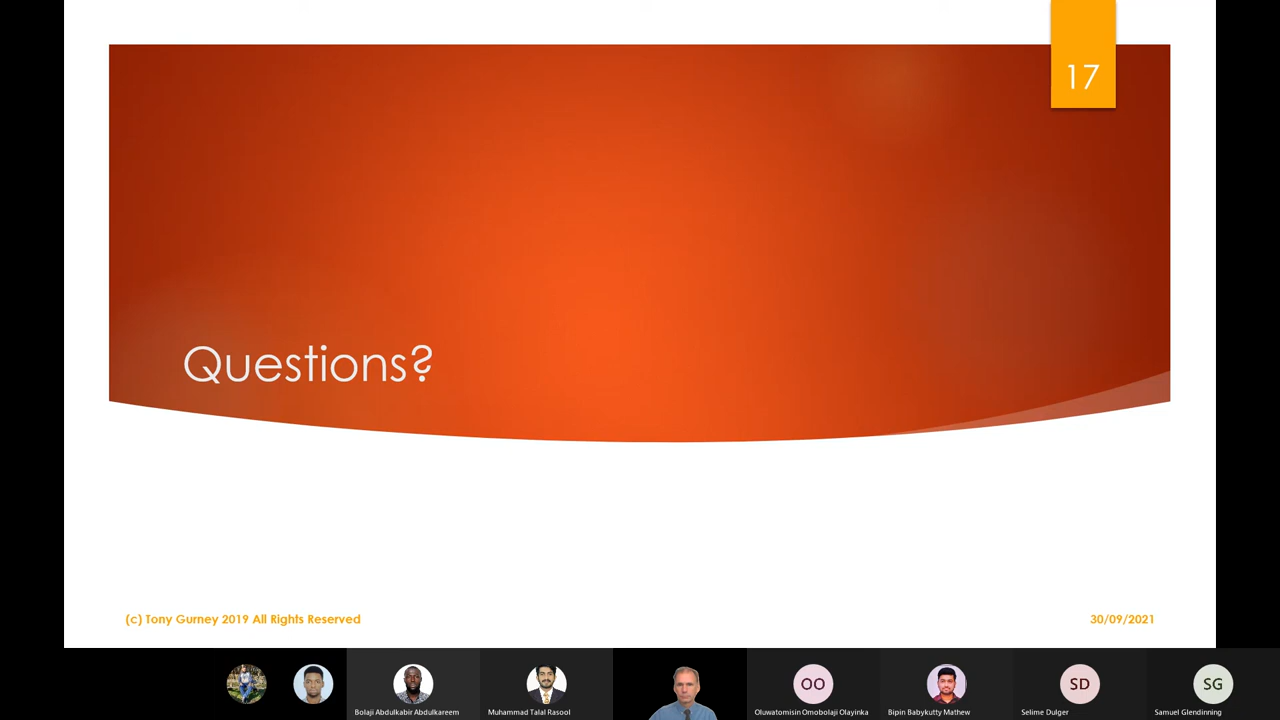 17
Questions?
(c) Tony Gurney 2019 All Rights Reserved
30/09/2021
OO
SD
SG
Bolaji Abdulkabir Abdulkareem
Muhammad Talal Rasool
Oluwatomisin Omobolaji Olayinka
Bipin Babykutty Mathew
Selime Dulger
Samuel Glendinning